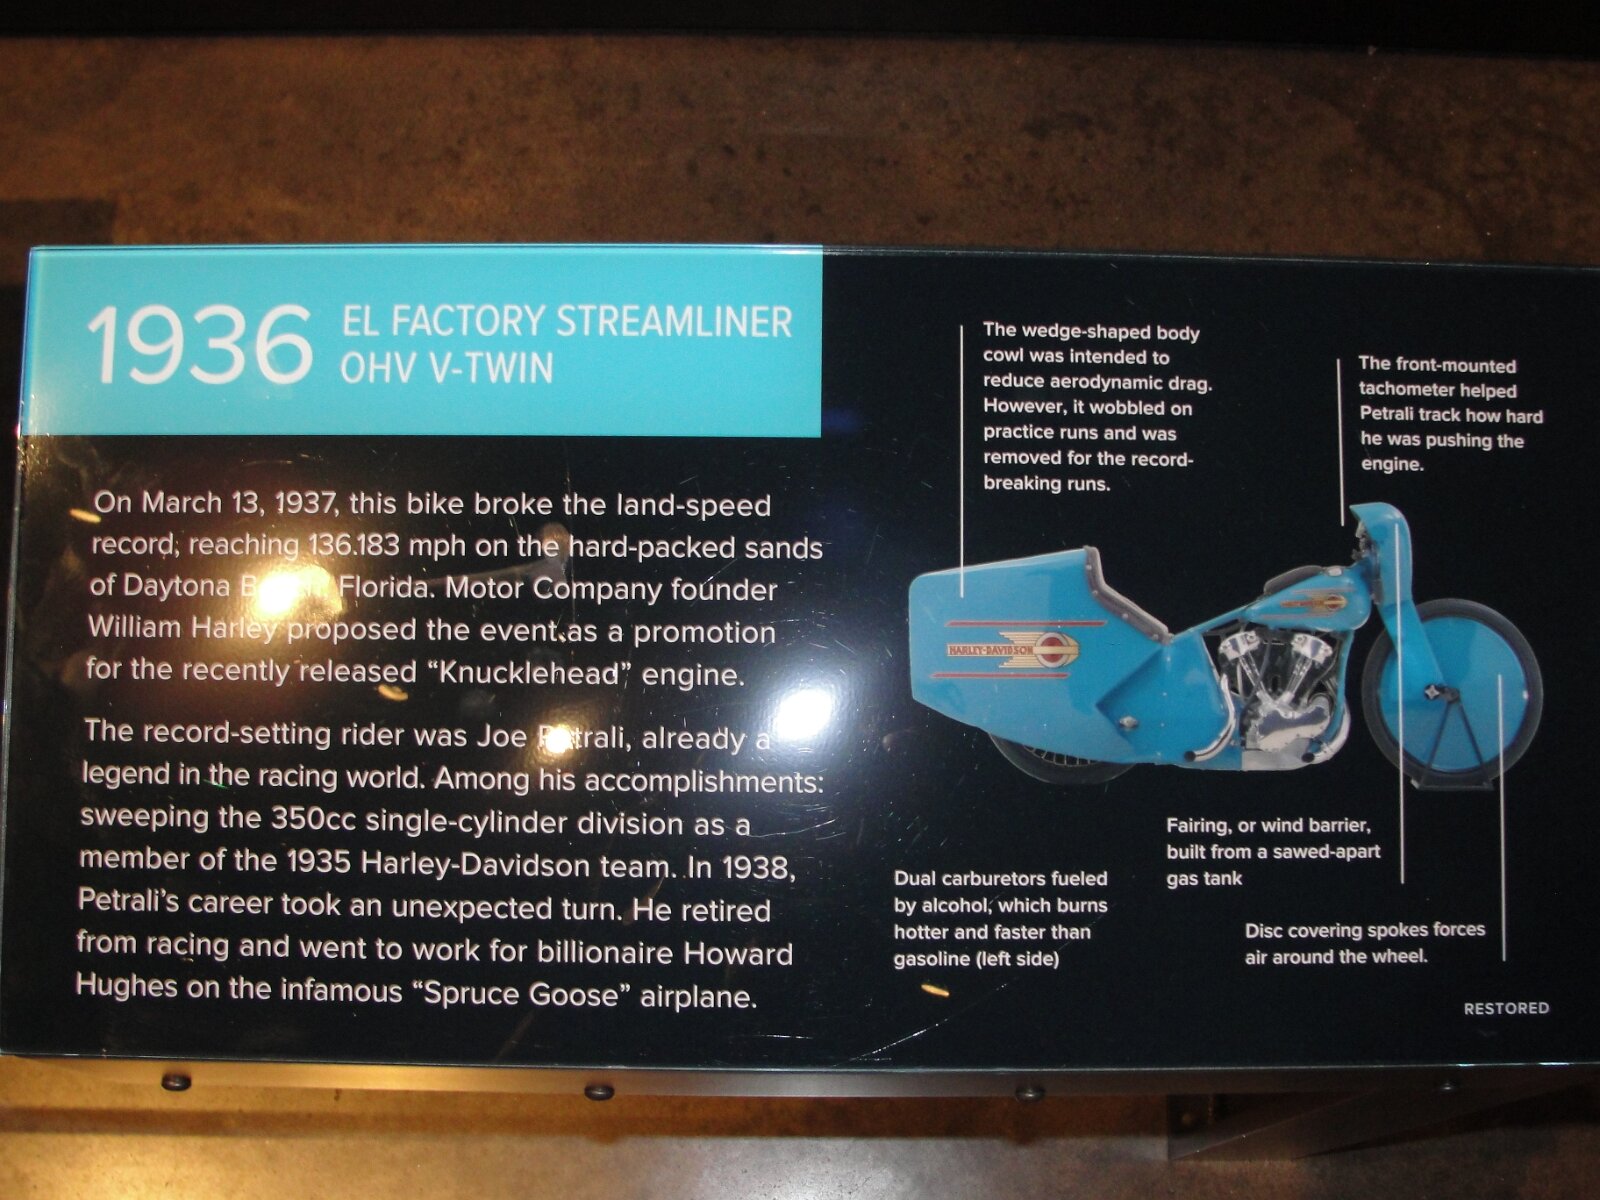 1936
EL FACTORY STREAMLINER
OHV V-TWIN
On March 13, 1937, this bike broke the land-speed
record, reaching 136.183 mph on the hard-packed sands
of Daytona Florida. Motor Company founder
William Harley proposed the event as a promotion
for the recently released “Knucklehead” engine.
The record-setting rider was Joe Petrali, already a
legend in the racing world. Among his accomplishments:
sweeping the 350cc single-cylinder division as a
member of the 1935 Harley-Davidson team. In 1938,
Petrali’s career took an unexpected turn. He retired
from racing and went to work for billionaire Howard
Hughes on the infamous “Spruce Goose” airplane.
The wedge-shaped body
cowl was intended to
reduce aerodynamic drag.
However, it wobbled on
practice runs and was
removed for the record-
breaking runs.
The front-mounted
tachometer helped
Petrali track how hard
he was pushing the
engine.
HARLEY-DAVIDSON
Dual carburetors fueled
by alcohol, which burns
hotter and faster than
gasoline (left side)
Fairing, or wind barrier,
built from a sawed-apart
gas tank
Disc covering spokes forces
air around the wheel.
RESTORED